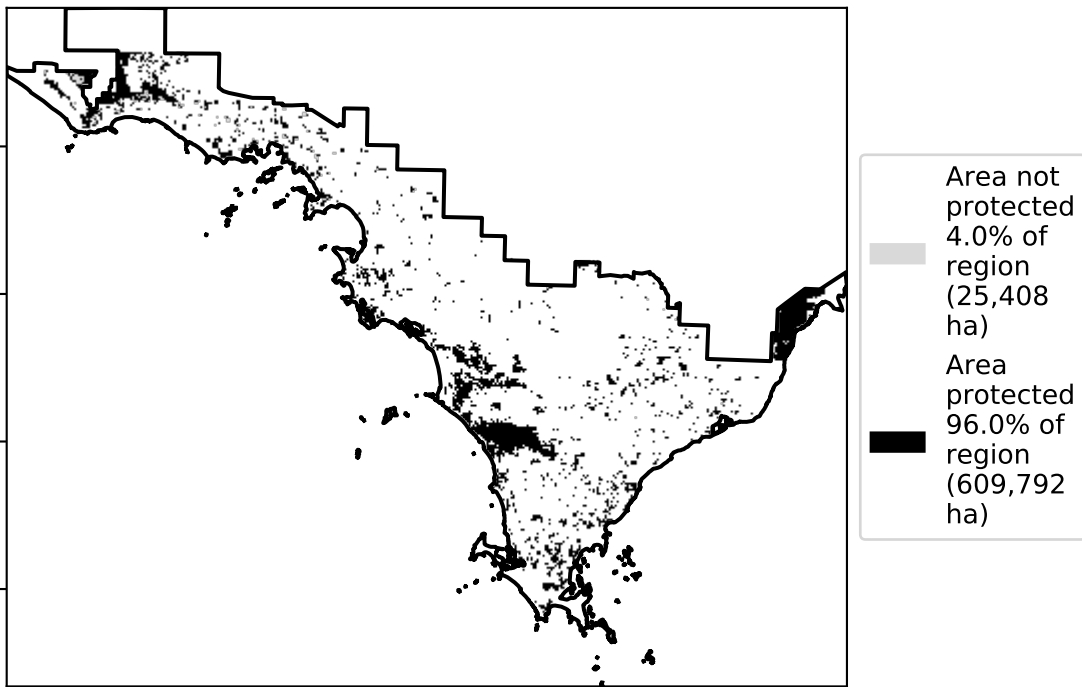 Area not
protected
4.0% of
region
(25,408
ha)
Area
protected
96.0% of
region
(609,792
ha)